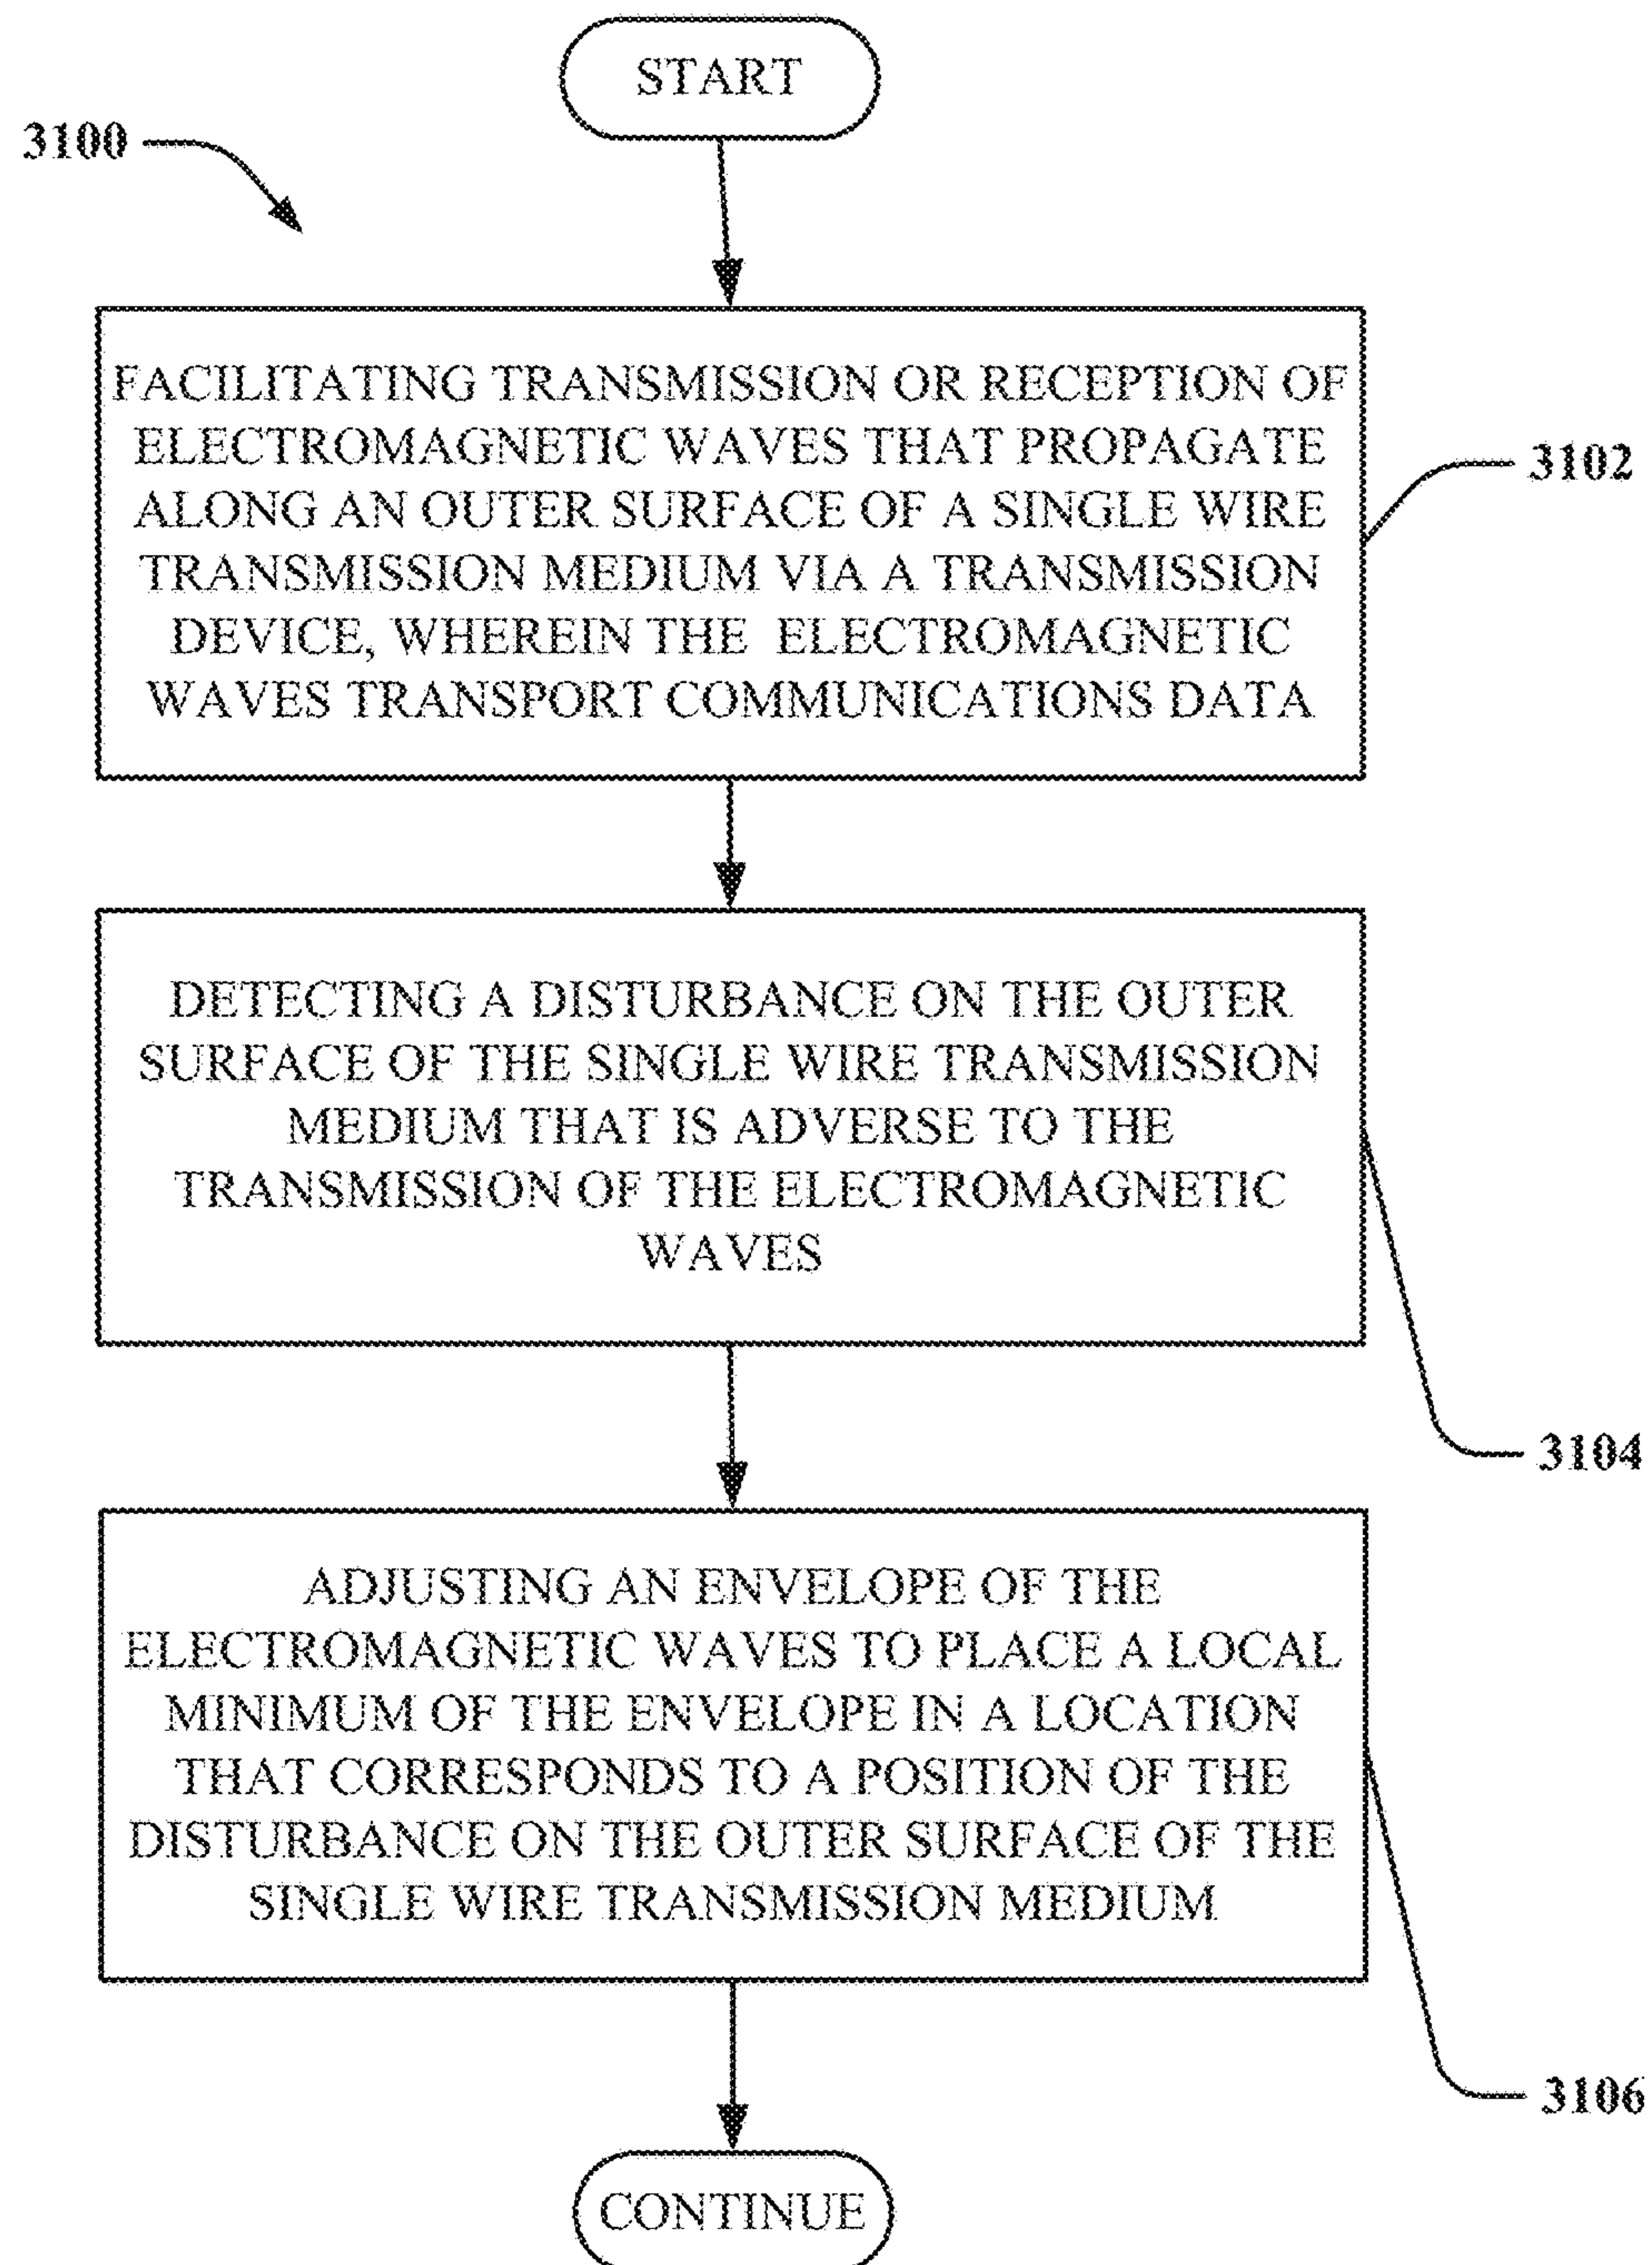 START
3100
FACILITATING TRANSMISSION OR RECEPTION OF
ELECTROMAGNETIC WAVES THAT PROPAGATE
ALONG AN OUTER SURFACE OF A SINGLE WIRE
TRANSMISSION MEDIUM VIA A TRANSMISSION
DEVICE, WHEREIN THE ELECTROMAGNETIC
WAVES TRANSPORT COMMUNICATIONS DATA
3102
DETECTING A DISTURBANCE ON THE OUTER
SURFACE OF THE SINGLE WIRE TRANSMISSION
MEDIUM THAT IS ADVERSE TO THE
TRANSMISSION OF THE ELECTROMAGNETIC
WAVES
3104
ADJUSTING AN ENVELOPE OF THE
ELECTROMAGNETIC WAVES TO PLACE A LOCAL
MINIMUM OF THE ENVELOPE IN A LOCATION
THAT CORRESPONDS TO A POSITION OF THE
DISTURBANCE ON THE OUTER SURFACE OF THE
SINGLE WIRE TRANSMISSION MEDIUM
3106
CONTINUE